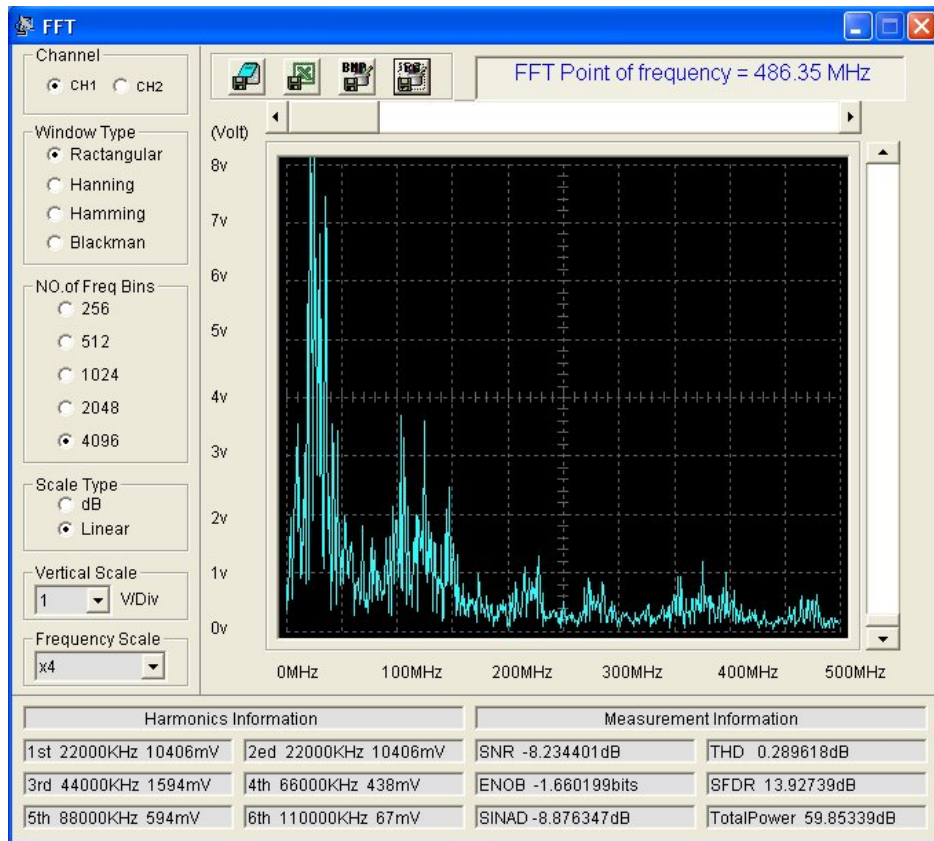 FFT
Channel
CH1 CH2
BMP
FFT Point of frequency = 486.35 MHz
Window Type
Ractangular
Hanning
Hamming
Blackman
NO.of Freq Bins
256
512
1024
2048
4096
Scale Type
dB
Linear
Vertical Scale
1 V/Div
Frequency Scale
x4
(Volt)
8v
7v
6v
5v
4v
3v
2v
1v
0v
0MHz 100MHz 200MHz 300MHz 400MHz 500MHz
Harmonics Information
1st 22000KHz 10406mV 2ed 22000KHz 10406mV
3rd 44000KHz 1594mV 4th 66000KHz 438mV
5th 88000KHz 594mV 6th 110000KHz 67mV
Measurement Information
SNR -8.234401dB THD 0.289618dB
ENOB -1.660199bits SFDR 13.92739dB
SINAD -8.876347dB TotalPower 59.85339dB